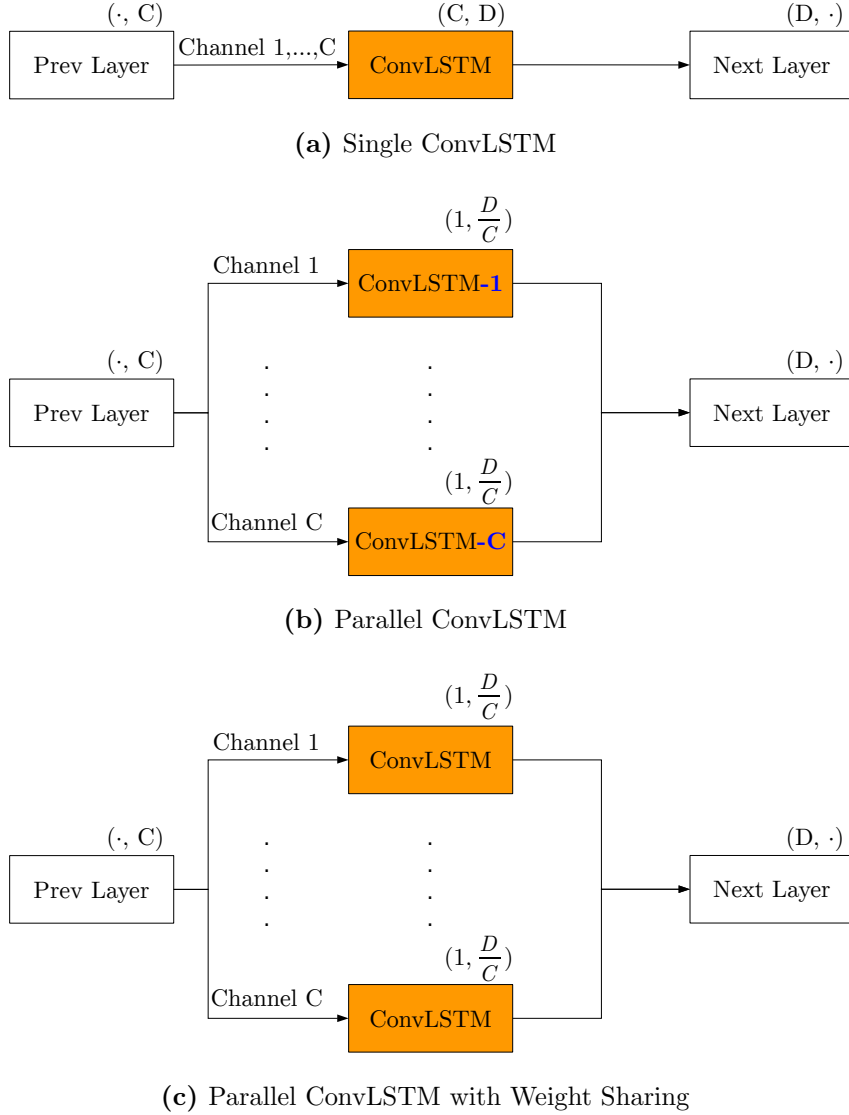 (·, C) (C, D) (D, ·)
Prev Layer Channel 1,...,C ConvLSTM Next Layer
(a) Single ConvLSTM
(1, D/C)
Channel 1 ConvLSTM-1
(·, C) (D, ·)
Prev Layer Next Layer
(1, D/C)
Channel C ConvLSTM-C
(b) Parallel ConvLSTM
(1, D/C)
Channel 1 ConvLSTM
(·, C) (D, ·)
Prev Layer Next Layer
(1, D/C)
Channel C ConvLSTM
(c) Parallel ConvLSTM with Weight Sharing